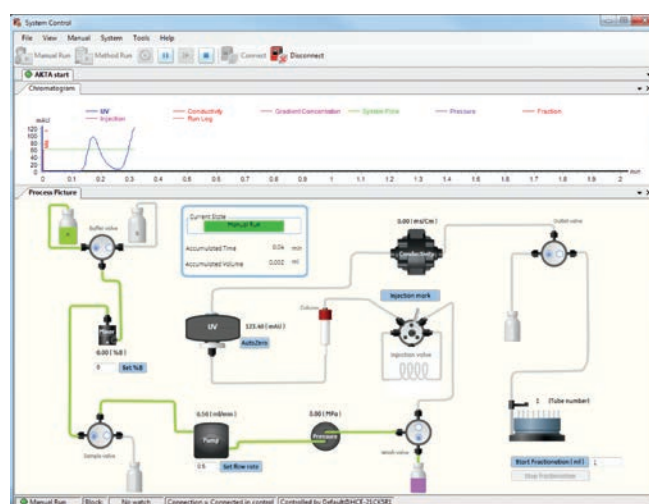 System Control
File View Manual System Tools Help
Manual Run Method Run Connect Disconnect
ÄKTA start
Chromatogram
UV Conductivity Gradient Concentration System Flow Pressure Fraction
Injection Run Log
mAU
120
100
80
60
40
20
0
0 0.1 0.2 0.3 0.4 0.5 0.6 0.7 0.8 0.9 1 1.1 1.2 1.3 1.4 1.5 1.6 1.7 1.8 1.9 2 min
Process Picture
Current State
Manual Run
Accumulated Time 0.04 min
Accumulated Volume 0.002 ml
Buffer valve
A B
0.00 (mS/Cm)
Conductivity
Outlet valve
Mixer
0.00 (%B)
0 Set %B
UV
123.40 (mAU)
AutoZero
Column
Injection mark
Injection valve
1 (Tube number)
0.50 (ml/min)
Pump
0.00 (MPa)
Pressure
Sample valve
Wash valve
0.5 Set flow rate
Start Fractionation (ml) 1
Stop fractionation
Manual Run Block: No watch Connection = Connected in control